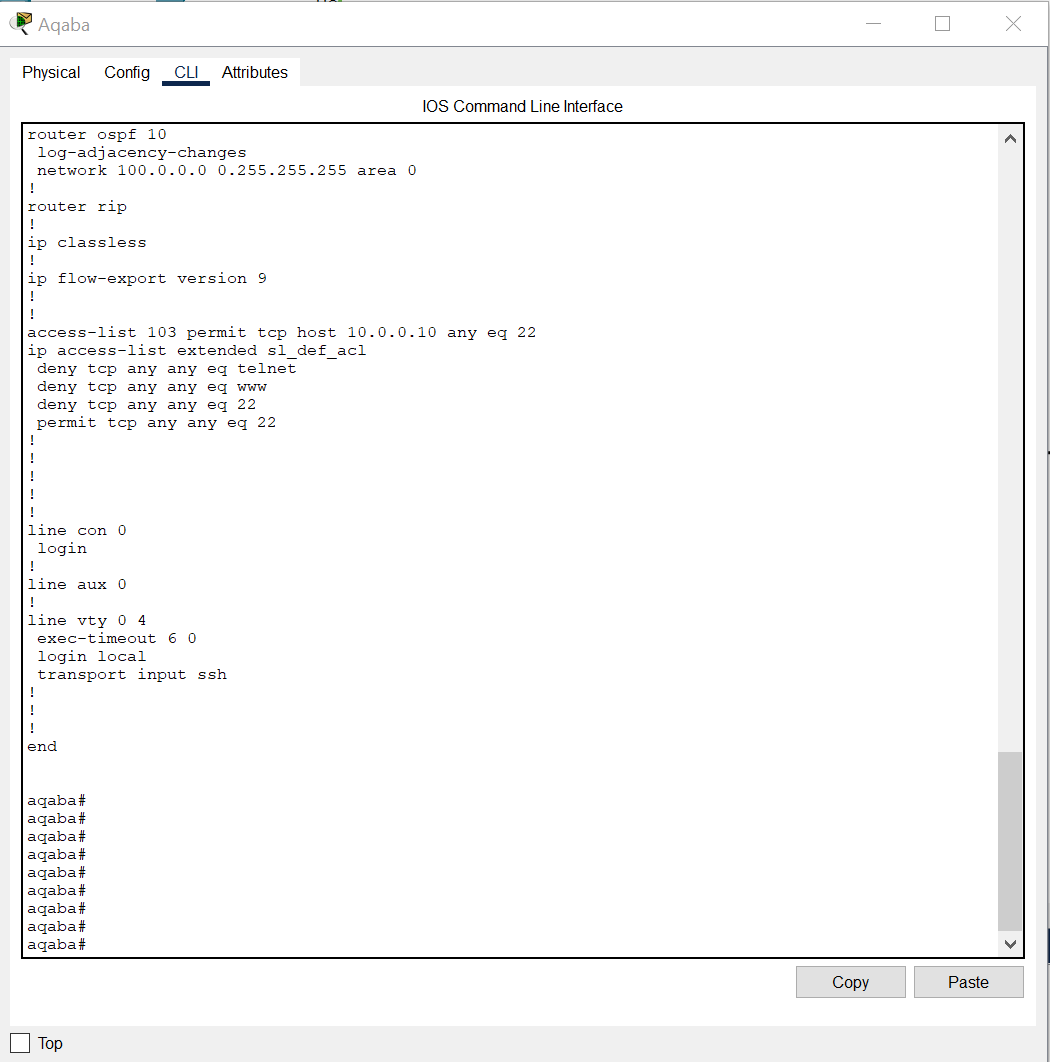 Aqaba
Physical Config CLI Attributes
IOS Command Line Interface
router ospf 10
log-adjacency-changes
network 100.0.0.0 0.255.255.255 area 0
!
router rip
!
ip classless
!
ip flow-export version 9
!
!
access-list 103 permit tcp host 10.0.0.10 any eq 22
ip access-list extended sl_def_acl
deny tcp any any eq telnet
deny tcp any any eq www
deny tcp any any eq 22
permit tcp any any eq 22
!
!
!
!
!
line con 0
login
!
line aux 0
!
line vty 0 4
exec-timeout 6 0
login local
transport input ssh
!
!
!
end
aqaba#
aqaba#
aqaba#
aqaba#
aqaba#
aqaba#
aqaba#
aqaba#
aqaba#
Copy Paste
Top